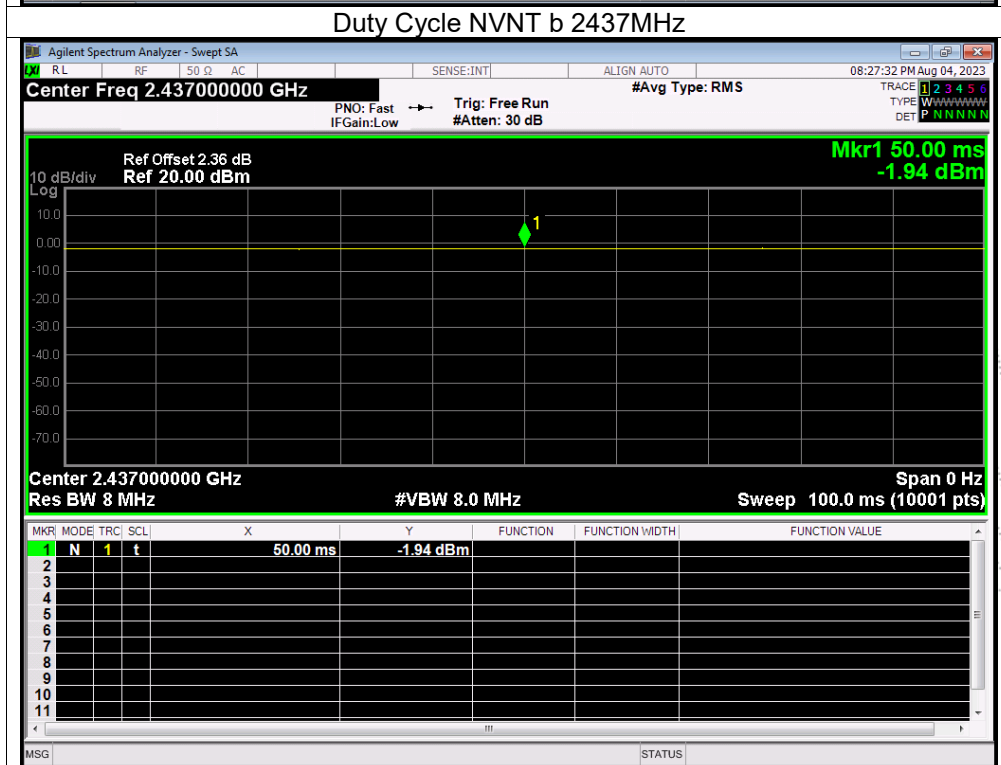 Duty Cycle NVNT b 2437MHz
Agilent Spectrum Analyzer - Swept SA
LXI RL RF 50 Ω AC SENSE:INT ALIGN AUTO 08:27:32 PM Aug 04, 2023
Center Freq 2.437000000 GHz #Avg Type: RMS TRACE 1 2 3 4 5 6
PNO: Fast Trig: Free Run TYPE WWWWWW
IFGain:Low #Atten: 30 dB DET P N N N N N
Mkr1 50.00 ms
-1.94 dBm
Ref Offset 2.36 dB
10 dB/div Ref 20.00 dBm
Log
10.0
1
0.00
-10.0
-20.0
-30.0
-40.0
-50.0
-60.0
-70.0
Center 2.437000000 GHz Span 0 Hz
Res BW 8 MHz #VBW 8.0 MHz Sweep 100.0 ms (10001 pts)
MKR MODE TRC SCL X Y FUNCTION FUNCTION WIDTH FUNCTION VALUE
1 N 1 t 50.00 ms -1.94 dBm
2
3
4
5
6
7
8
9
10
11
MSG STATUS